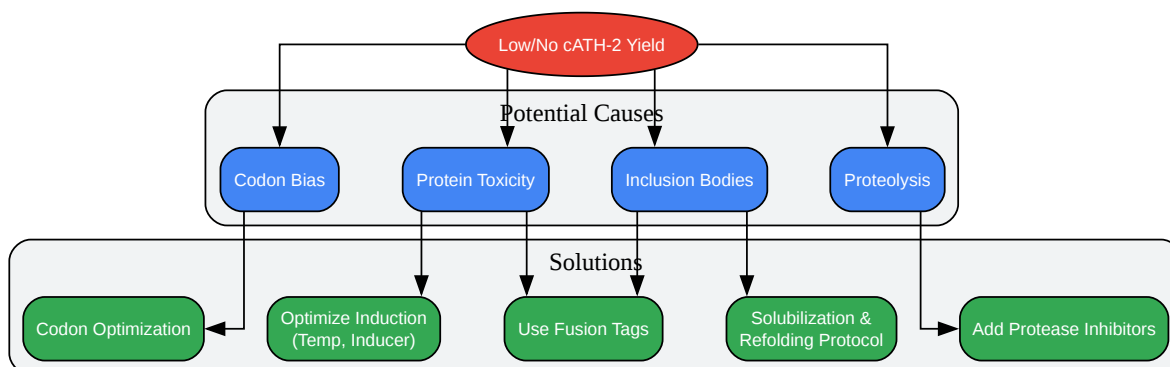 Low/No cATH-2 Yield
Potential Causes
Codon Bias
Protein Toxicity
Inclusion Bodies
Proteolysis
Solutions
Codon Optimization
Optimize Induction
(Temp, Inducer)
Use Fusion Tags
Solubilization &
Refolding Protocol
Add Protease Inhibitors